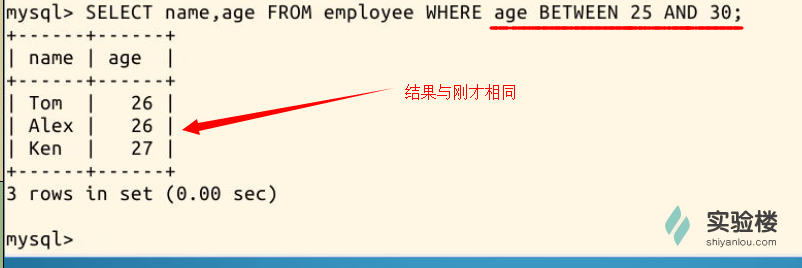 mysql> SELECT name,age FROM employee WHERE age BETWEEN 25 AND 30;
+------+------+
| name | age  |
+------+------+
| Tom  |   26 |
| Alex |   26 |
| Ken  |   27 |
+------+------+
结果与刚才相同
3 rows in set (0.00 sec)
mysql>
实验楼
shiyanlou.com